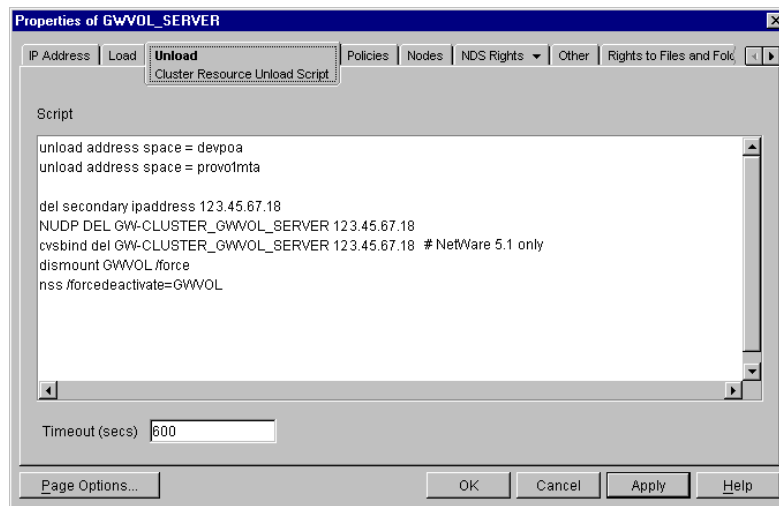 Properties of GWVOL_SERVER
IP Address Load Unload Policies Nodes NDS Rights Other Rights to Files and Fold
Cluster Resource Unload Script
Script
unload address space = devpoa
unload address space = provo1mta
del secondary ipaddress 123.45.67.18
NUDP DEL GW-CLUSTER_GWVOL_SERVER 123.45.67.18
cvsbind del GW-CLUSTER_GWVOL_SERVER 123.45.67.18 # NetWare 5.1 only
dismount GWVOL /force
nss /forcedeactivate=GWVOL
Timeout (secs) 600
Page Options... OK Cancel Apply Help